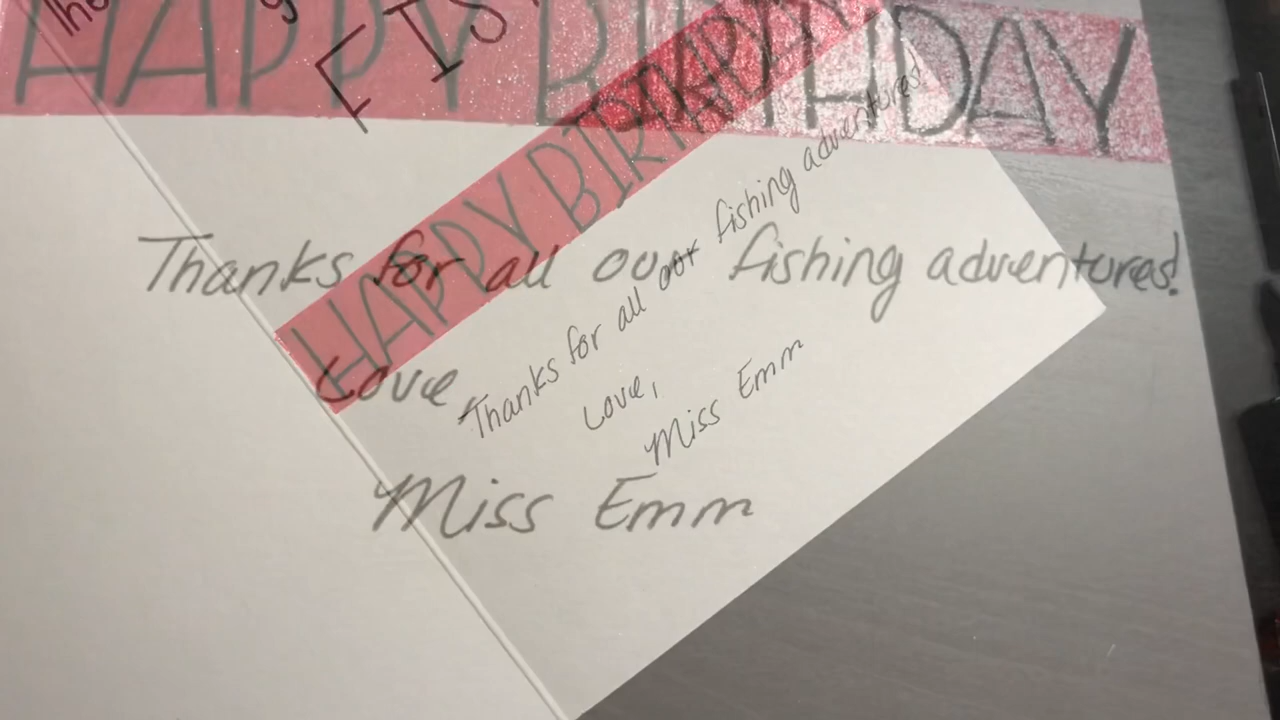 HAPPY BIRTHDAY
Thanks for all our fishing adventures!
Love,
Miss Emm
HAPPY BIRTHDAY
Thanks for all our fishing adventures!
Love,
Miss Emm